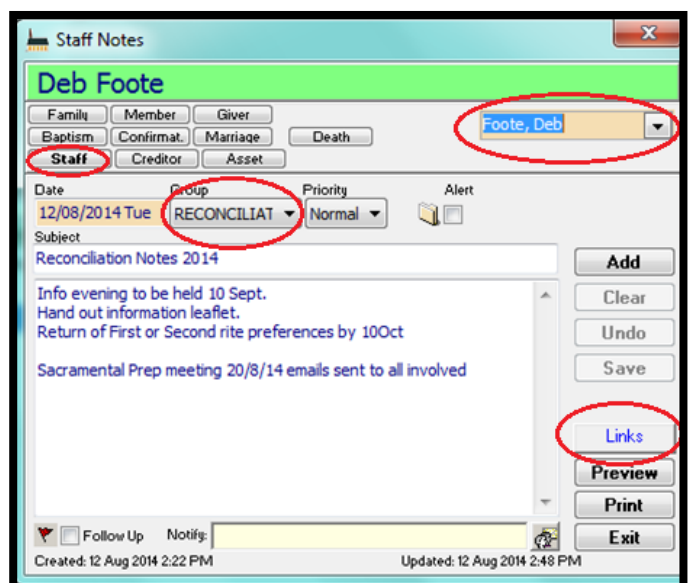 Staff Notes
x
Deb Foote
Family Member Giver
Baptism Confirmat. Marriage Death
Foote, Deb
Staff Creditor Asset
Date Group Priority Alert
12/08/2014 Tue RECONCILIAT Normal
Subject
Reconciliation Notes 2014
Add
Info evening to be held 10 Sept.
Clear
Hand out information leaflet.
Return of First or Second rite preferences by 10Oct
Undo
Sacramental Prep meeting 20/8/14 emails sent to all involved
Save
Links
Preview
Print
Follow Up Notify:
Exit
Created: 12 Aug 2014 2:22 PM Updated: 12 Aug 2014 2:48 PM